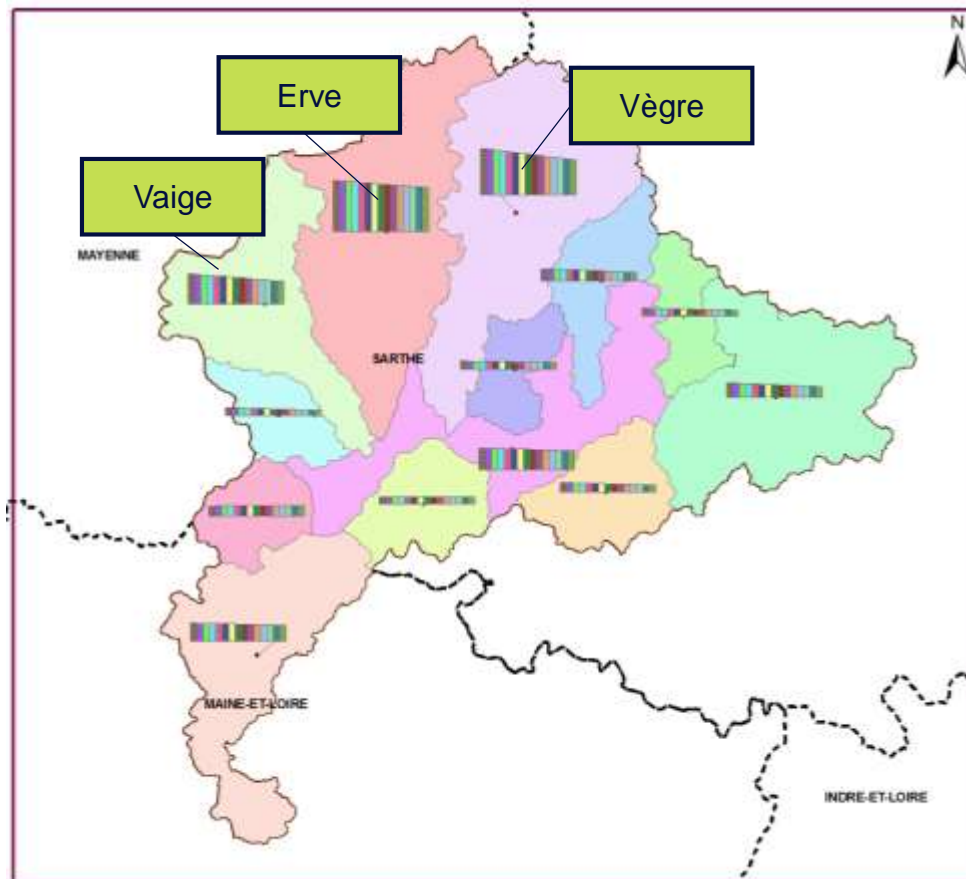 N
Erve
Vègre
Vaige
MAYENNE
SARTHE
MAINE-ET-LOIRE
INDRE-ET-LOIRE